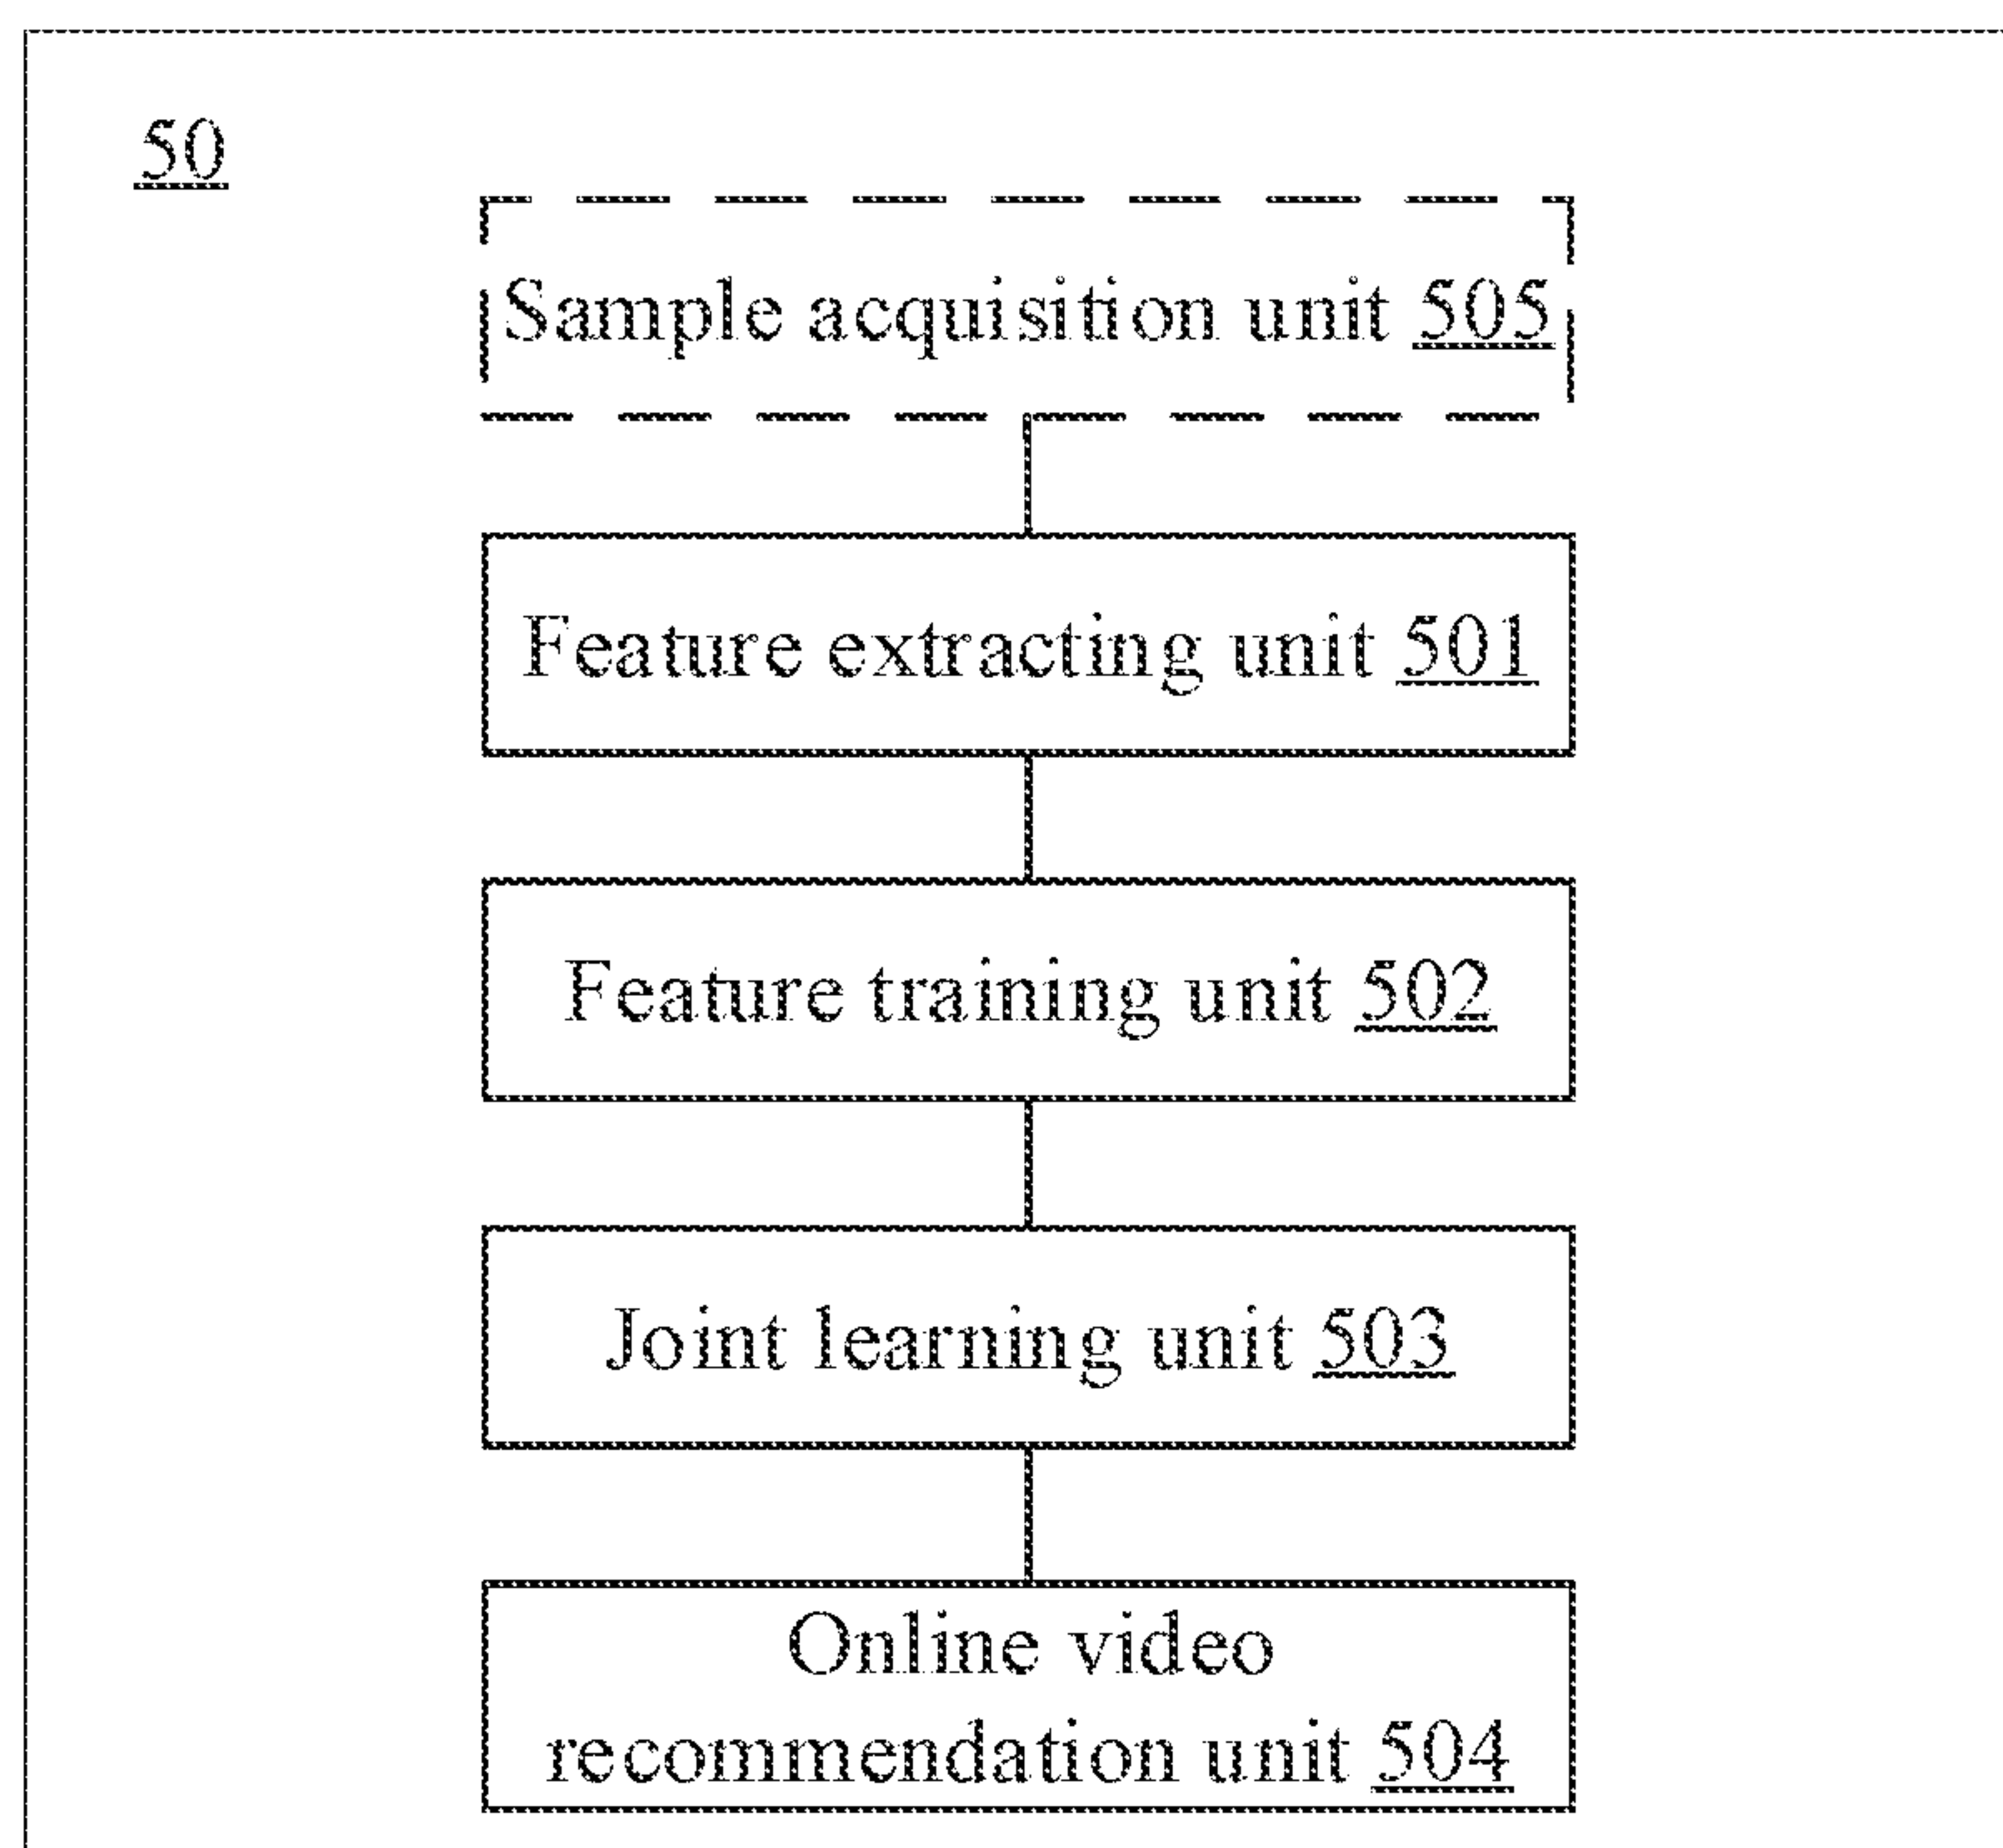 50
Sample acquisition unit 505
Feature extracting unit 501
Feature training unit 502
Joint learning unit 503
Online video
recommendation unit 504